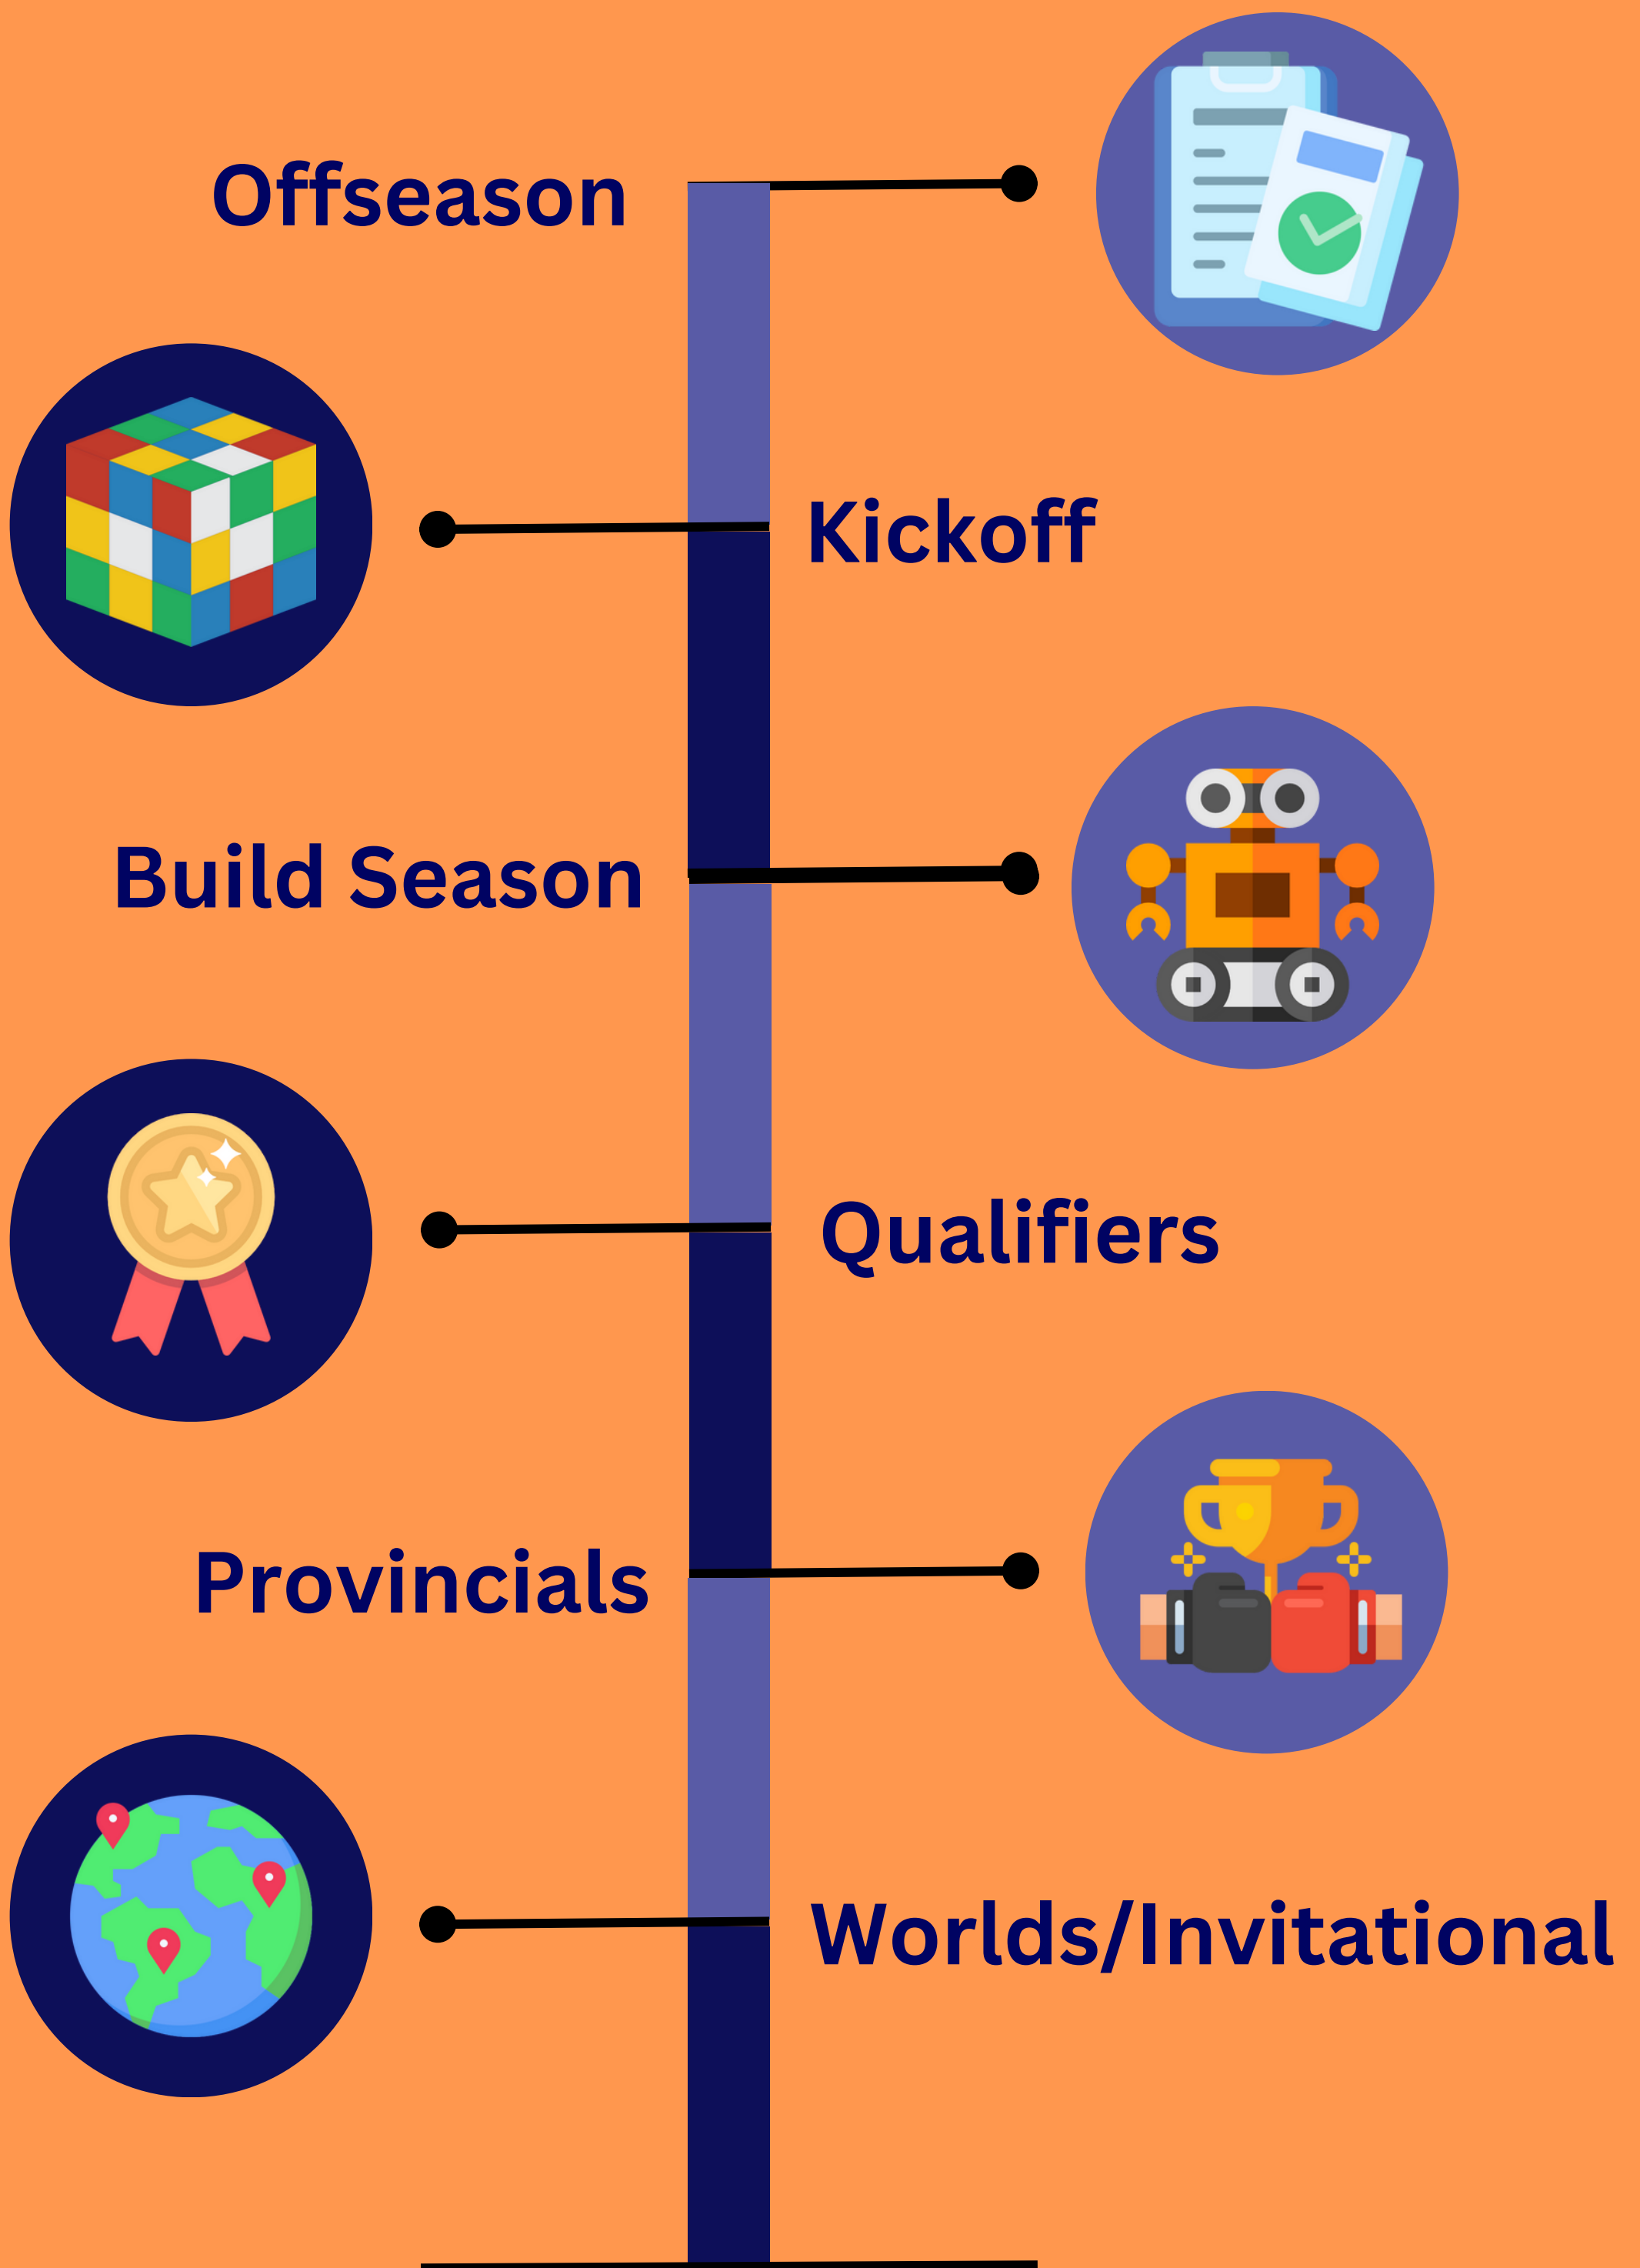 Offseason
Kickoff
Build Season
Qualifiers
Provincials
Worlds/Invitational